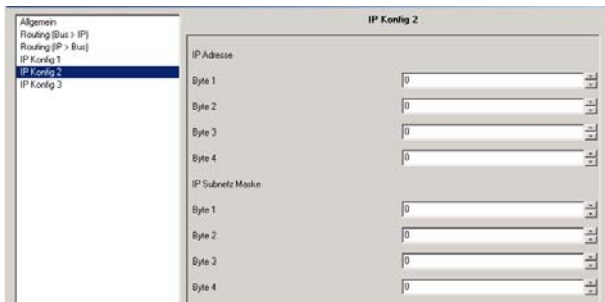 Allgemein
Routing (Bus > IP)
Routing (IP > Bus)
IP Konfig 1
IP Konfig 2
IP Konfig 3
IP Konfig 2
IP Adresse
Byte 1 0
Byte 2 0
Byte 3 0
Byte 4 0
IP Subnetz Maske
Byte 1 0
Byte 2 0
Byte 3 0
Byte 4 0